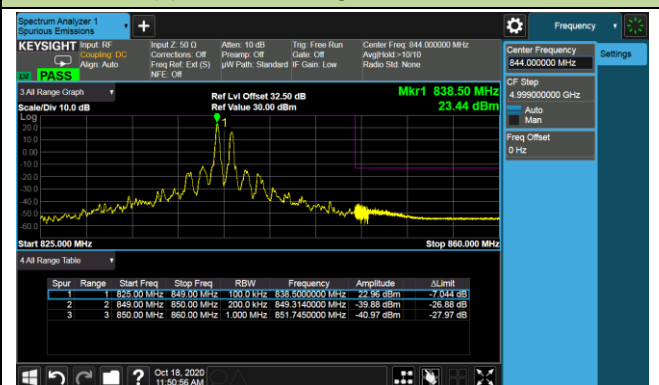 Spectrum Analyzer 1
Spurious Emissions
+
Frequency
KEYSIGHT
Input: RF
Coupling: DC
Align: Auto
Input Z: 50 Ω
Corrections: Off
Freq Ref: Ext (S)
NFE: Off
Atten: 10 dB
Preamp: Off
µW Path: Standard
Trig: Free Run
Gate: Off
IF Gain: Low
Center Freq: 844.000000 MHz
Avg|Hold:>10/10
Radio Std: None
PASS
Center Frequency
844.000000 MHz
Settings
CF Step
4.999000000 GHz
Auto
Man
Freq Offset
0 Hz
3 All Range Graph
Scale/Div 10.0 dB
Ref Lvl Offset 32.50 dB
Ref Value 30.00 dBm
Mkr1 838.50 MHz
23.44 dBm
Log
20.0
10.0
0.00
-10.0
-20.0
-30.0
-40.0
-50.0
-60.0
1
Start 825.000 MHz
Stop 860.000 MHz
4 All Range Table
Spur Range Start Freq Stop Freq RBW Frequency Amplitude ΔLimit
1 1 825.00 MHz 849.00 MHz 100.0 kHz 838.5000000 MHz 22.96 dBm -7.044 dB
2 2 849.00 MHz 850.00 MHz 200.0 kHz 849.3140000 MHz -39.88 dBm -26.88 dB
3 3 850.00 MHz 860.00 MHz 1.000 MHz 851.7450000 MHz -40.97 dBm -27.97 dB
?
Oct 18, 2020
11:50:56 AM